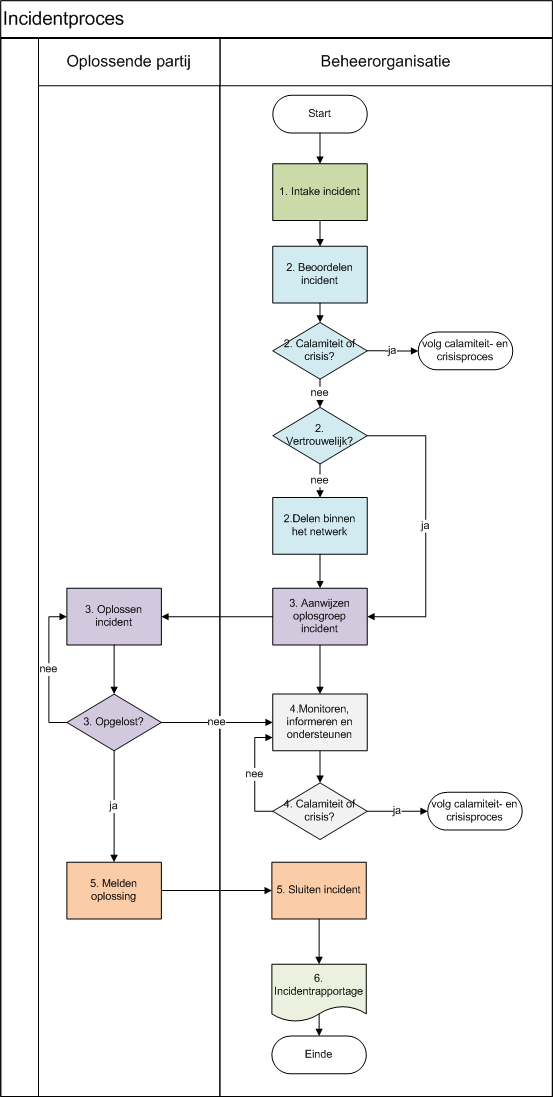 Incidentproces
Oplossende partij
Beheerorganisatie
Start
1. Intake incident
2. Beoordelen
incident
2. Calamiteit of
crisis?
ja
volg calamiteit- en
crisisproces
nee
2.
Vertrouwelijk?
nee
ja
2.Delen binnen
het netwerk
3. Oplossen
incident
3. Aanwijzen
oplosgroep
incident
nee
3. Opgelost?
nee
4.Monitoren,
informeren en
ondersteunen
nee
ja
4. Calamiteit of
crisis?
ja
volg calamiteit- en
crisisproces
5. Melden
oplossing
5. Sluiten incident
6.
Incidentrapportage
Einde